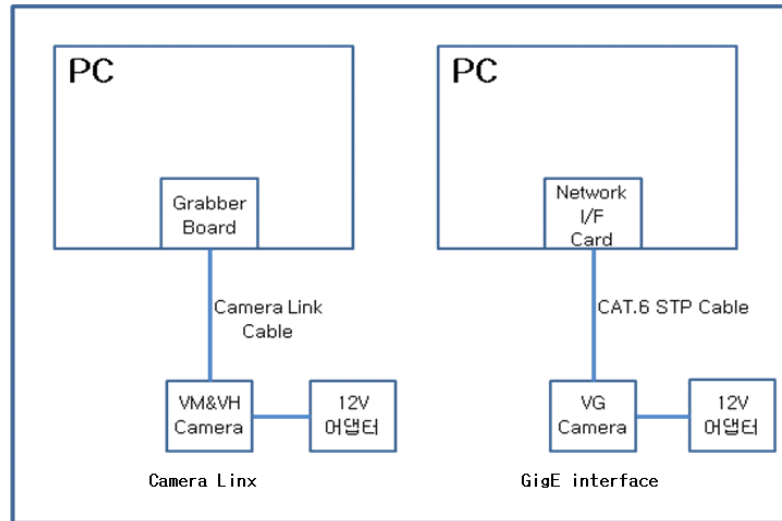 PC
Grabber
Board
Camera Link
Cable
VM&VH
Camera
12V
어댑터
Camera Linx
PC
Network
I/F
Card
CAT.6 STP Cable
VG
Camera
12V
어댑터
GigE interface